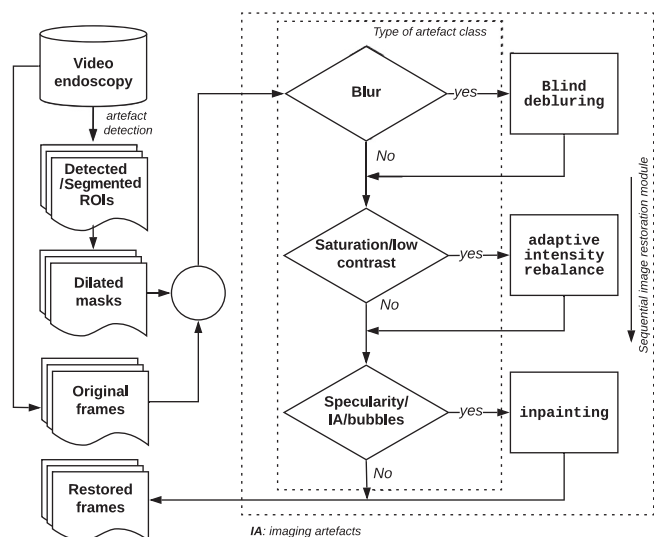 Video
endoscopy
artefact
detection
Detected
/Segmented
ROIs
Dilated
masks
Original
frames
Restored
frames
Type of artefact class
Blur
yes
Blind
debluring
No
Saturation/low
contrast
yes
adaptive
intensity
rebalance
No
Specularity/
IA/bubbles
yes
inpainting
No
Sequential image restoration module
IA: imaging artefacts